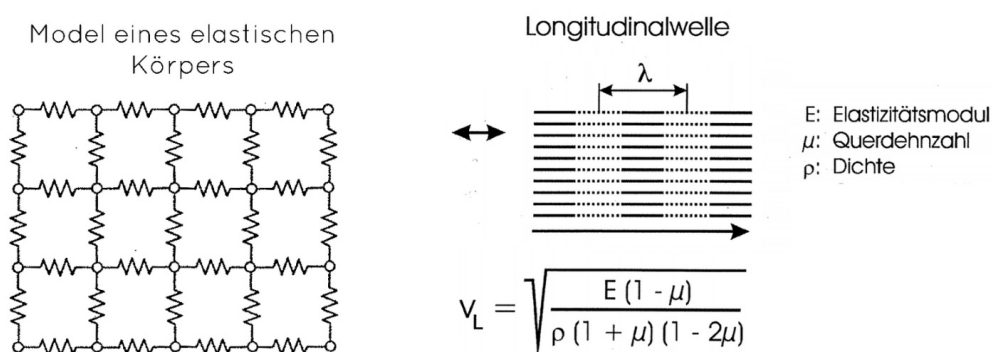 Model eines elastischen
Körpers
Longitudinalwelle
λ
E: Elastizitätsmodul
μ: Querdehnzahl
ρ: Dichte
V_L = √(E (1 - μ) / ρ (1 + μ) (1 - 2μ))